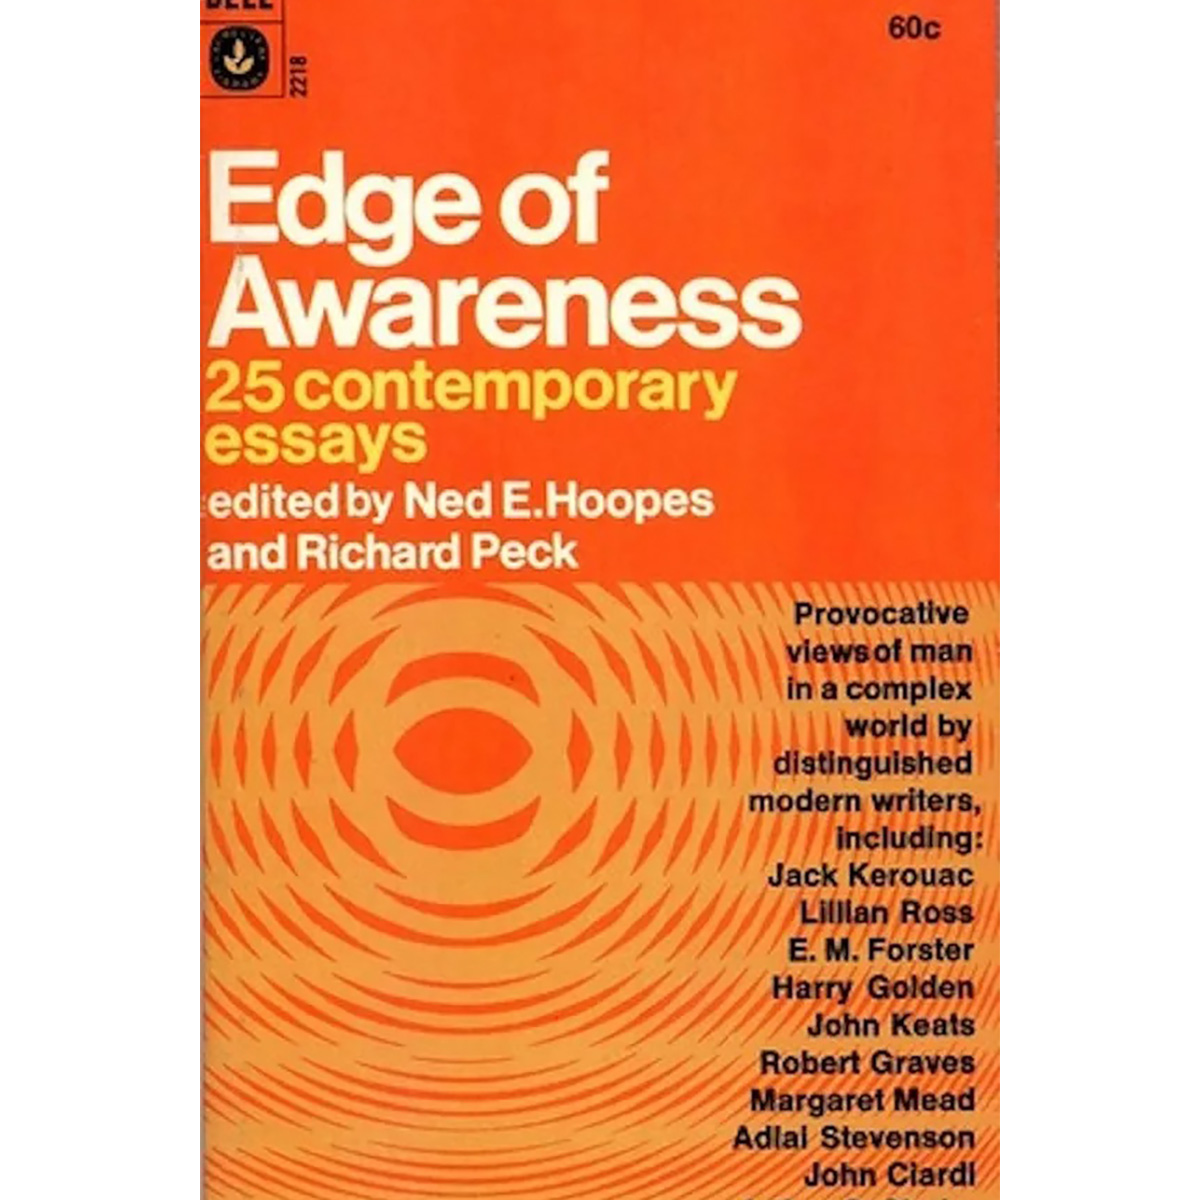 DELL
60c
2218
Edge of
Awareness
25 contemporary
essays
edited by Ned E. Hoopes
and Richard Peck
Provocative
views of man
in a complex
world by
distinguished
modern writers,
including:
Jack Kerouac
Lillian Ross
E. M. Forster
Harry Golden
John Keats
Robert Graves
Margaret Mead
Adlai Stevenson
John Ciardi